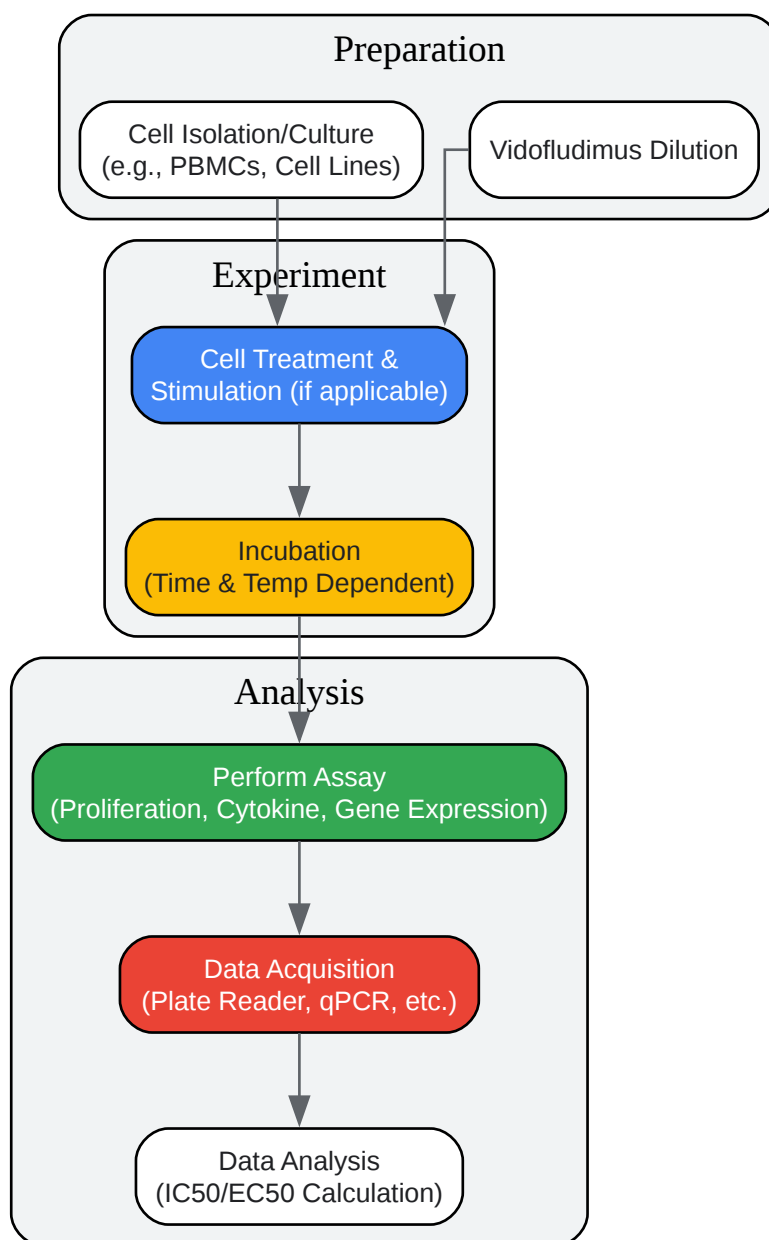 Preparation
Cell Isolation/Culture
(e.g., PBMCs, Cell Lines)
Vidofludimus Dilution
Experiment
Cell Treatment &
Stimulation (if applicable)
Incubation
(Time & Temp Dependent)
Analysis
Perform Assay
(Proliferation, Cytokine, Gene Expression)
Data Acquisition
(Plate Reader, qPCR, etc.)
Data Analysis
(IC50/EC50 Calculation)